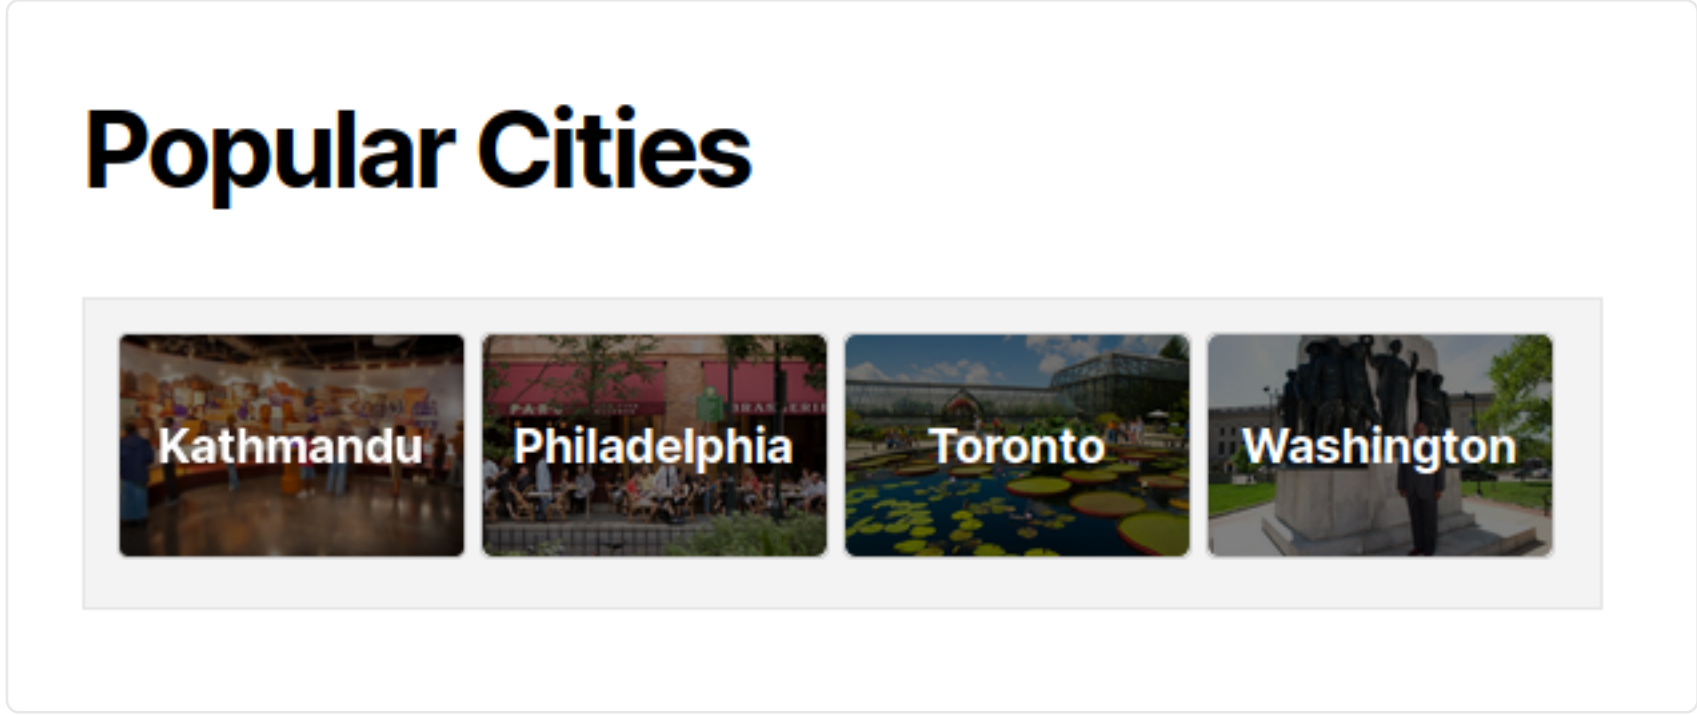 Popular Cities
Kathmandu
Philadelphia
Toronto
Washington